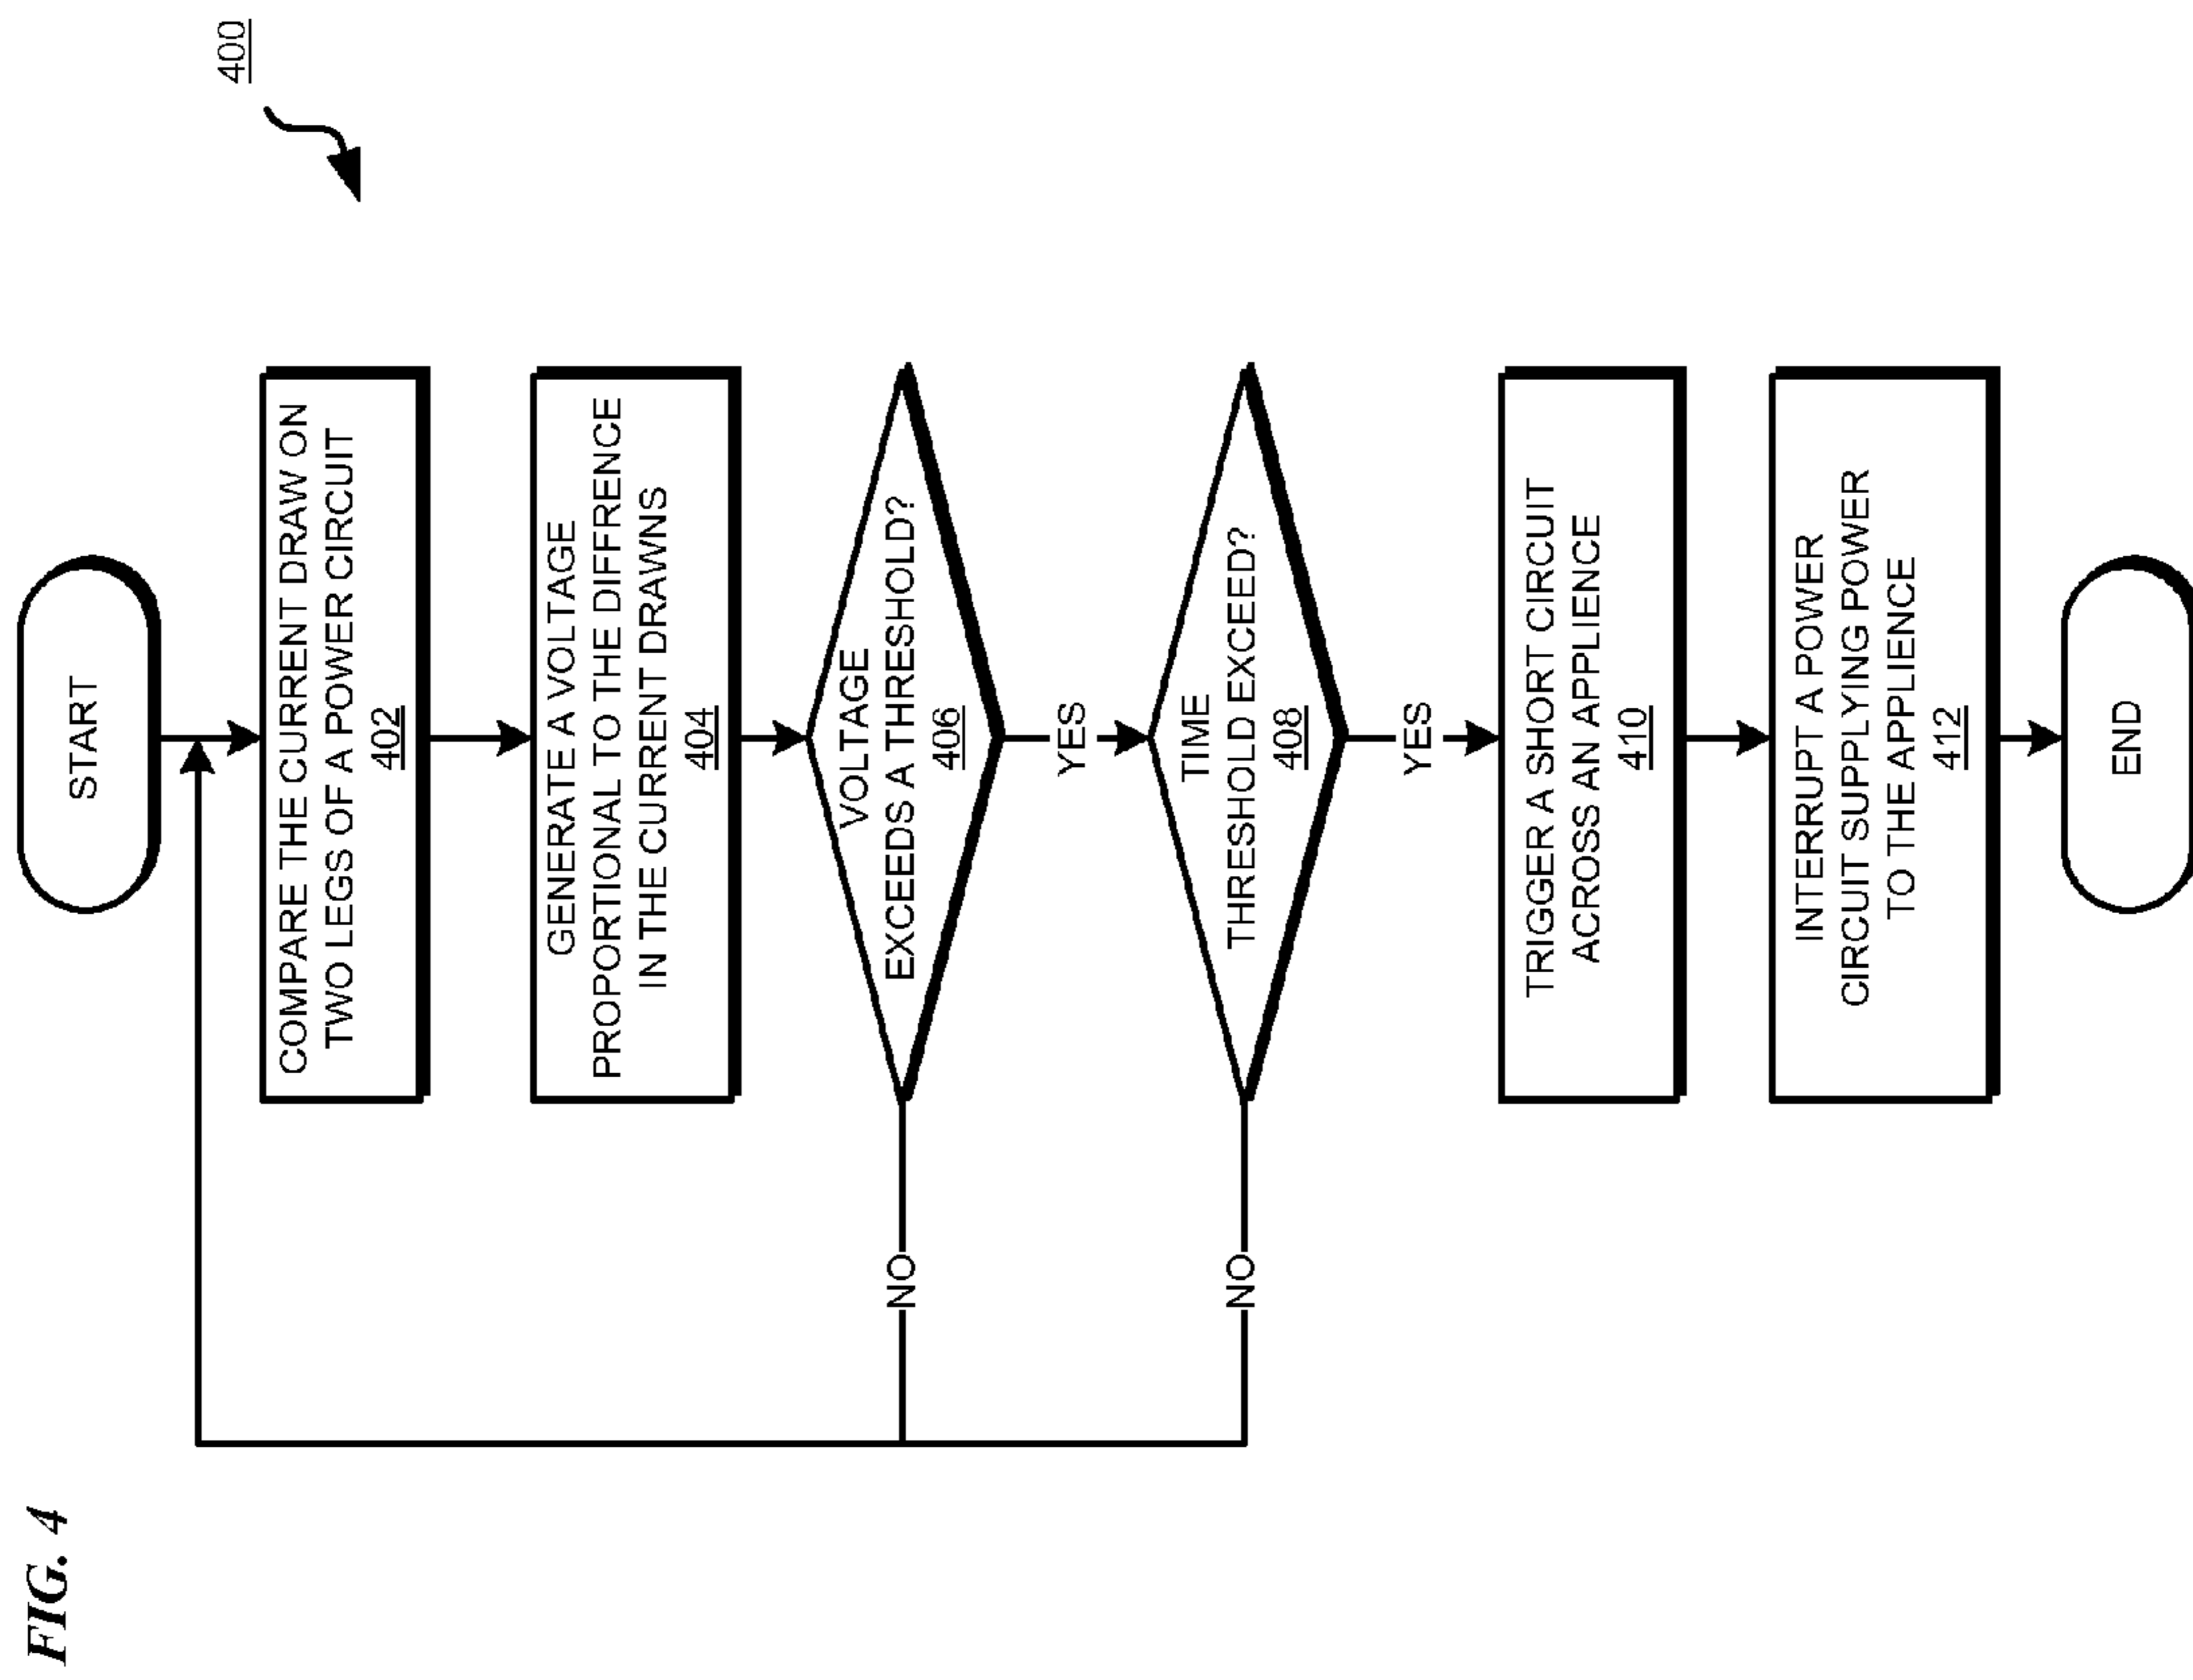 FIG. 4
400
START
COMPARE THE CURRENT DRAW ON
TWO LEGS OF A POWER CIRCUIT
402
GENERATE A VOLTAGE
PROPORTIONAL TO THE DIFFRENCE
IN THE CURRENT DRAWNS
404
VOLTAGE
EXCEEDS A THRESHOLD?
406
NO
YES
TIME
THRESHOLD EXCEED?
408
NO
YES
TRIGGER A SHORT CIRCUIT
ACROSS AN APPLIENCE
410
INTERRUPT A POWER
CIRCUIT SUPPLYING POWER
TO THE APPLIENCE
412
END